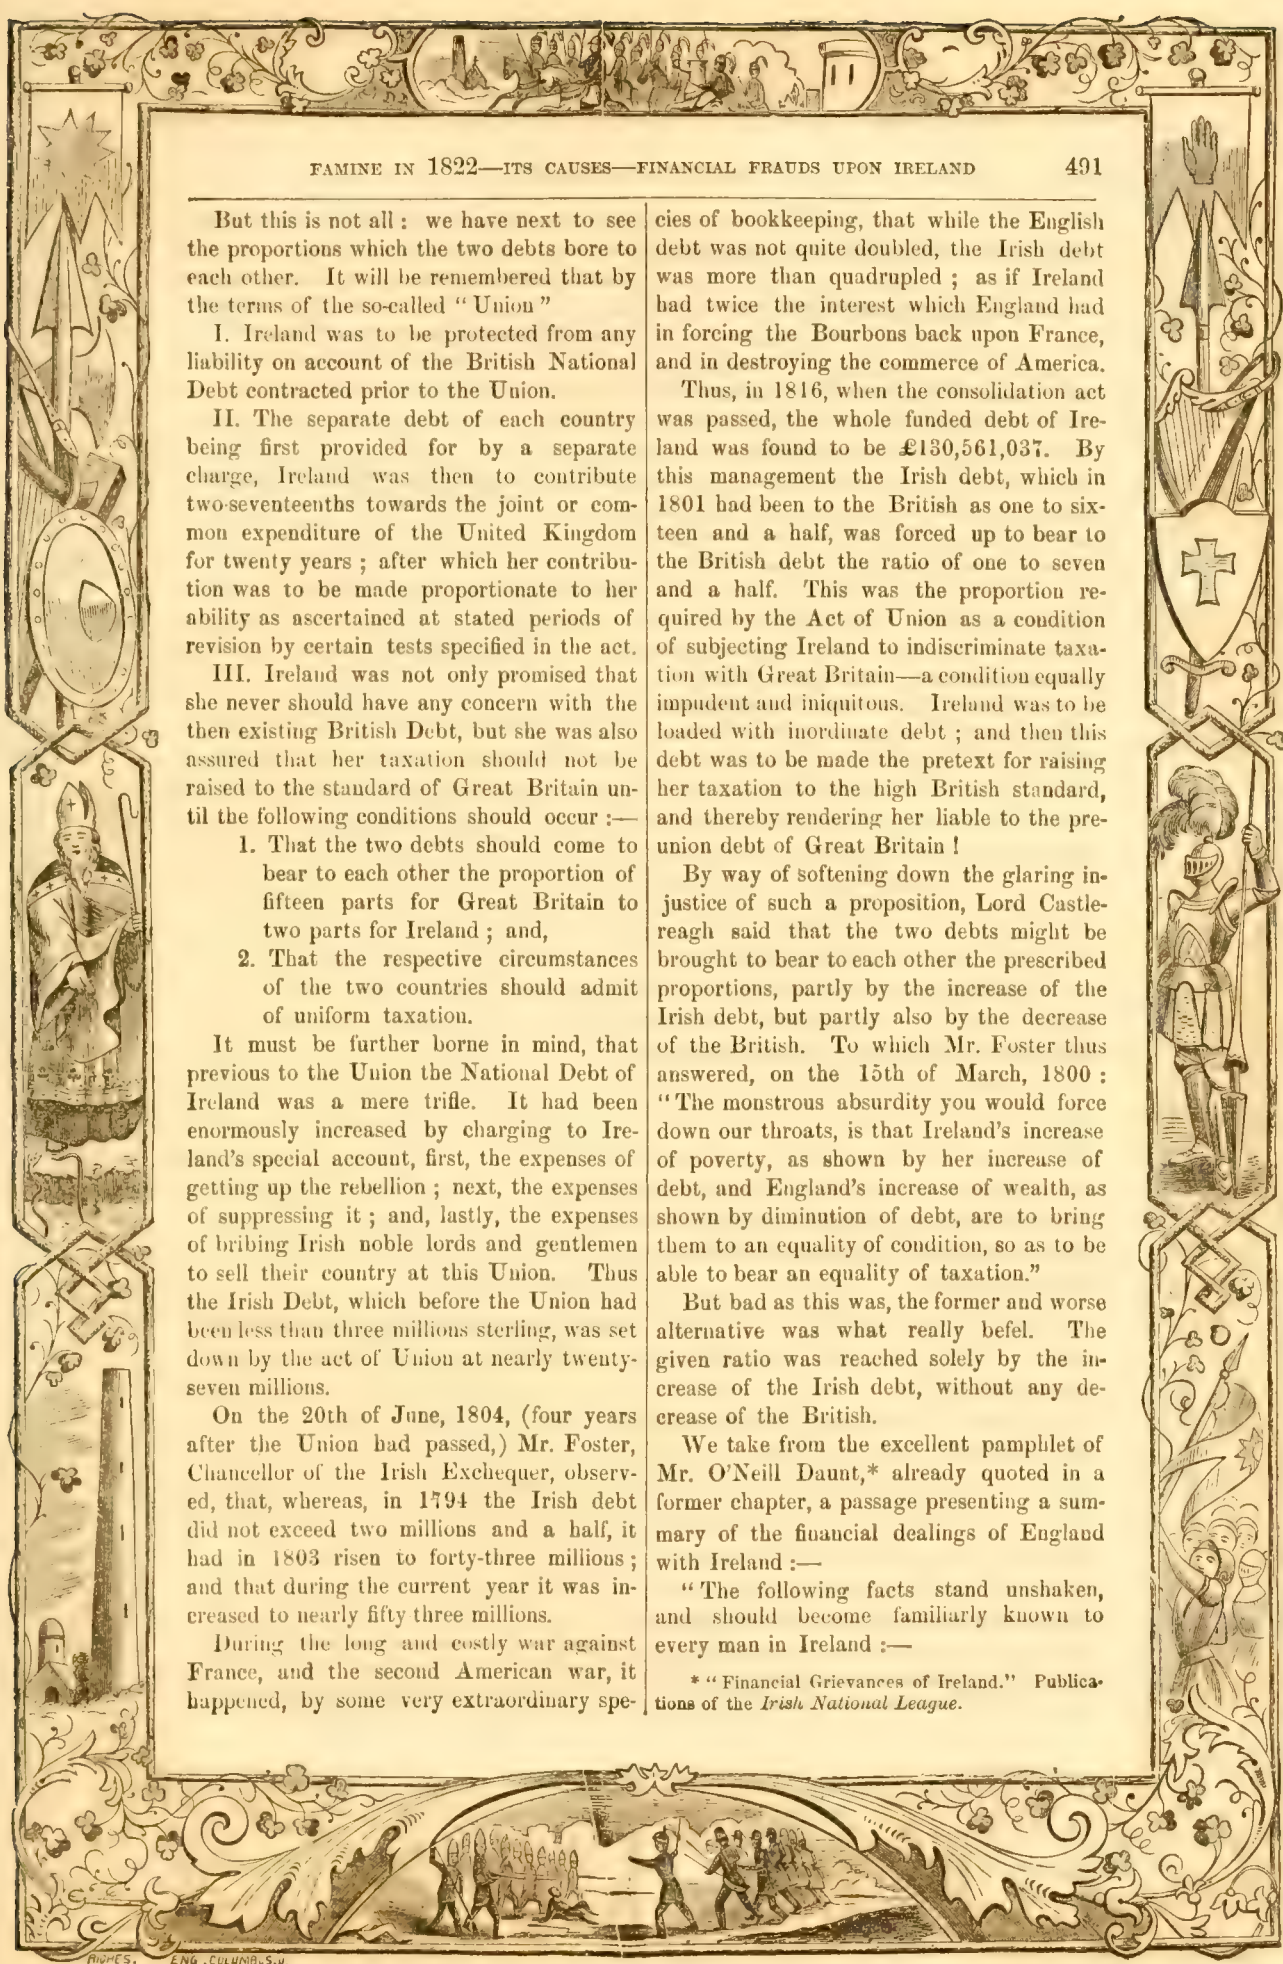 FAMINE IN 1822—ITS CAUSES—FINANCIAL FRAUDS UPON IRELAND 491
But this is not all : we have next to see
the proportions which the two debts bore to
each other. It will be remembered that by
the terms of the so-called “ Union ”
I. Ireland was to be protected from any
liability on account of the British National
Debt contracted prior to the Union.
II. The separate debt of each country
being first provided for by a separate
charge, Ireland was then to contribute
two-seventeenths towards the joint or com-
mon expenditure of the United Kingdom
for twenty years ; after which her contribu-
tion was to be made proportionate to her
ability as ascertained at stated periods of
revision by certain tests specified in the act.
III. Ireland was not only promised that
she never should have any concern with the
then existing British Debt, but she was also
assured that her taxation should not be
raised to the standard of Great Britain un-
til the following conditions should occur :—
1. That the two debts should come to
bear to each other the proportion of
fifteen parts for Great Britain to
two parts for Ireland ; and,
2. That the respective circumstances
of the two countries should admit
of uniform taxation.
It must be further borne in mind, that
previous to the Union the National Debt of
Ireland was a mere trifle. It had been
enormously increased by charging to Ire-
land’s special account, first, the expenses of
getting up the rebellion ; next, the expenses
of suppressing it ; and, lastly, the expenses
of bribing Irish noble lords and gentlemen
to sell their country at this Union. Thus
the Irish Debt, which before the Union had
been less than three millions sterling, was set
down by the act of Union at nearly twenty-
seven millions.
On the 20th of June, 1804, (four years
after the Union had passed,) Mr. Foster,
Chancellor of the Irish Exchequer, observ-
ed, that, whereas, in 1794 the Irish debt
did not exceed two millions and a half, it
had in 1803 risen to forty-three millions ;
and that during the current year it was in-
creased to nearly fifty three millions.
During the long and costly war against
France, and the second American war, it
happened, by some very extraordinary spe-
cies of bookkeeping, that while the English
debt was not quite doubled, the Irish debt
was more than quadrupled ; as if Ireland
had twice the interest which England had
in forcing the Bourbons back upon France,
and in destroying the commerce of America.
Thus, in 1816, when the consolidation act
was passed, the whole funded debt of Ire-
land was found to be £130,561,037. By
this management the Irish debt, which in
1801 had been to the British as one to six-
teen and a half, was forced up to bear to
the British debt the ratio of one to seven
and a half. This was the proportion re-
quired by the Act of Union as a condition
of subjecting Ireland to indiscriminate taxa-
tion with Great Britain—a condition equally
impudent and iniquitous. Ireland was to be
loaded with inordinate debt ; and then this
debt was to be made the pretext for raising
her taxation to the high British standard,
and thereby rendering her liable to the pre-
union debt of Great Britain !
By way of softening down the glaring in-
justice of such a proposition, Lord Castle-
reagh said that the two debts might be
brought to bear to each other the prescribed
proportions, partly by the increase of the
Irish debt, but partly also by the decrease
of the British. To which Mr. Foster thus
answered, on the 15th of March, 1800 :
“ The monstrous absurdity you would force
down our throats, is that Ireland’s increase
of poverty, as shown by her increase of
debt, and England’s increase of wealth, as
shown by diminution of debt, are to bring
them to an equality of condition, so as to be
able to bear an equality of taxation.”
But bad as this was, the former and worse
alternative was what really befel. The
given ratio was reached solely by the in-
crease of the Irish debt, without any de-
crease of the British.
We take from the excellent pamphlet of
Mr. O’Neill Daunt,* already quoted in a
former chapter, a passage presenting a sum-
mary of the financial dealings of England
with Ireland :—
“ The following facts stand unshaken,
and should become familiarly known to
every man in Ireland :—
* “ Financial Grievances of Ireland.” Publica-
tions of the Irish National League.
ENG.